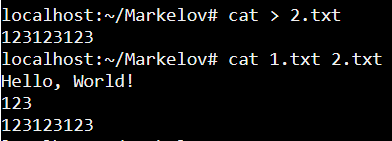 localhost:~/Markelov# cat > 2.txt
123123123
localhost:~/Markelov# cat 1.txt 2.txt
Hello, World!
123
123123123